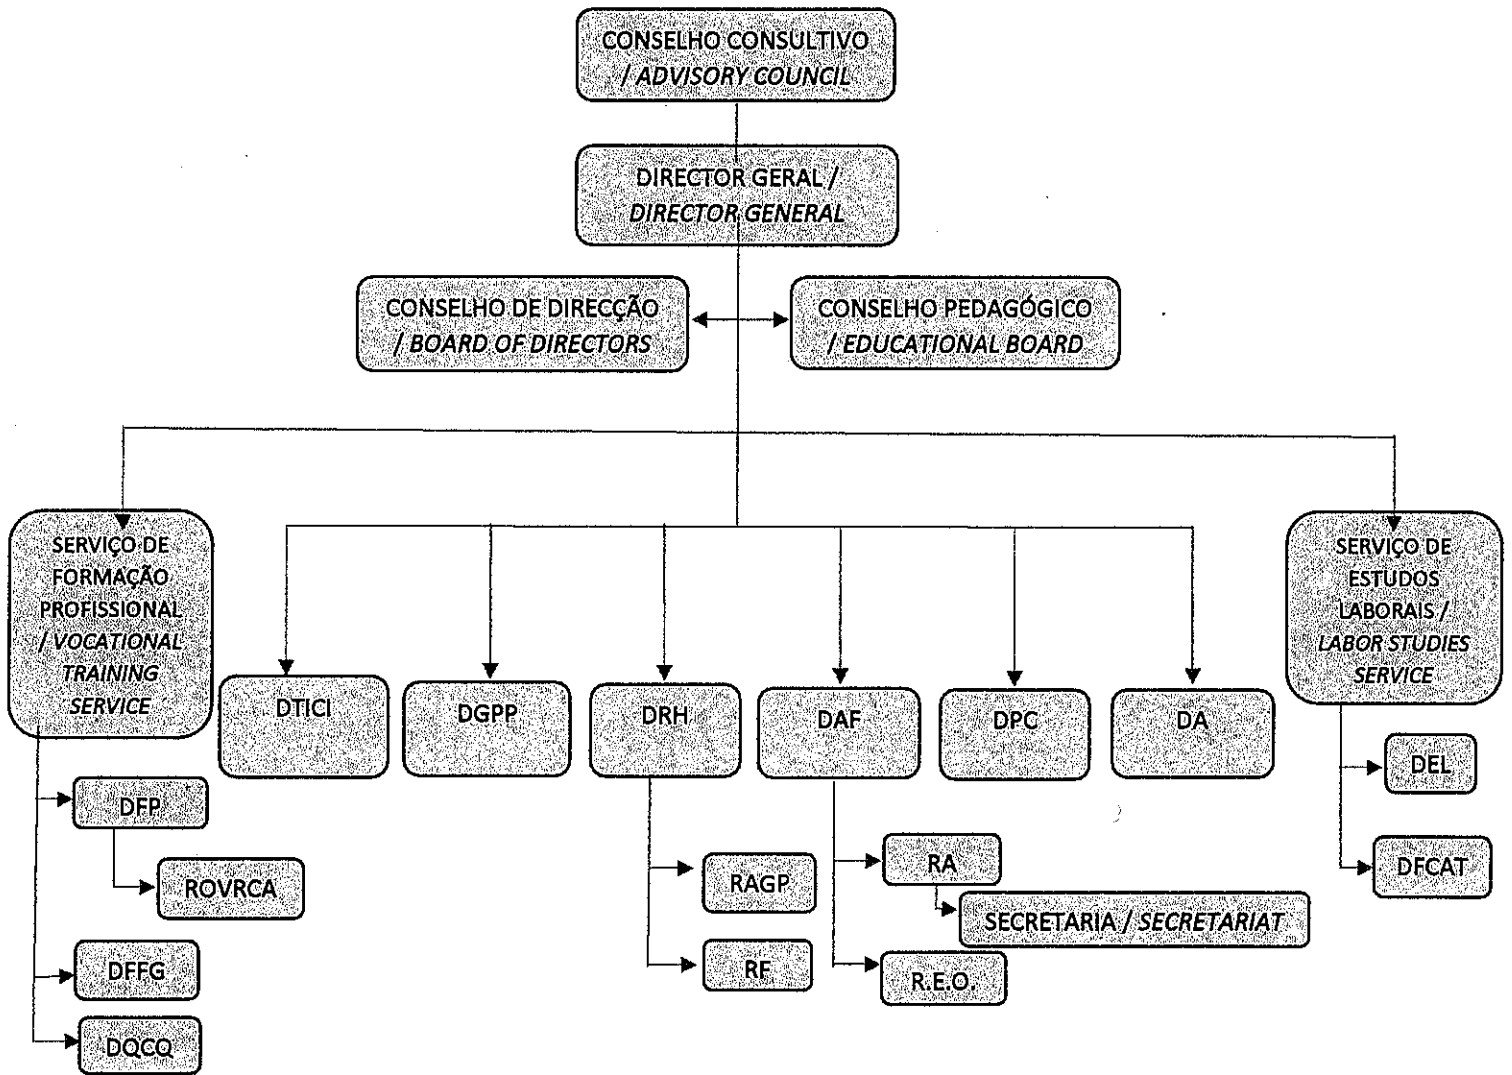 CONSELHO CONSULTIVO
/ ADVISORY COUNCIL
DIRECTOR GERAL /
DIRECTOR GENERAL
CONSELHO DE DIRECÇÃO
/ BOARD OF DIRECTORS
CONSELHO PEDAGÓGICO
/ EDUCATIONAL BOARD
SERVIÇO DE
FORMAÇÃO
PROFISSIONAL
/ VOCATIONAL
TRAINING
SERVICE
SERVIÇO DE
ESTUDOS
LABORAIS /
LABOR STUDIES
SERVICE
DTICI
DGPP
DRH
DAF
DPC
DA
DFP
ROVRCA
DFFG
DQCQ
RAGP
RF
RA
SECRETARIA / SECRETARIAT
R.E.O.
DEL
DFCAT